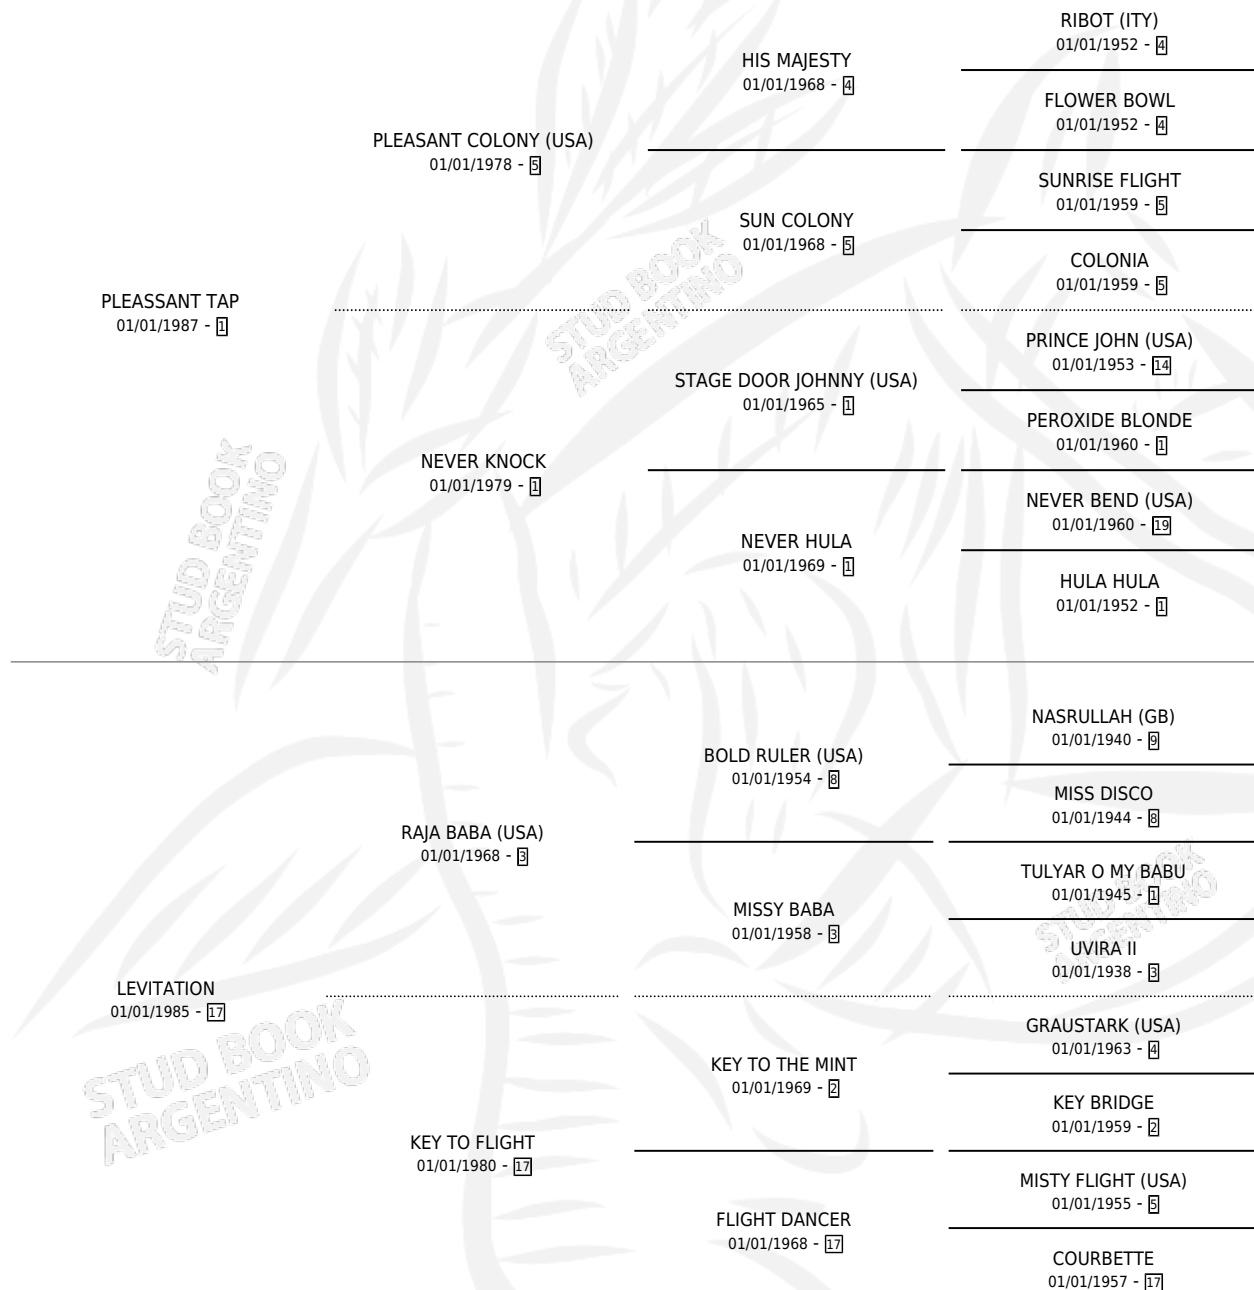 RIBOT (ITY)
01/01/1952 - 4
HIS MAJESTY
01/01/1968 - 4
FLOWER BOWL
01/01/1952 - 4
PLEASANT COLONY (USA)
01/01/1978 - 5
SUNRISE FLIGHT
01/01/1959 - 5
SUN COLONY
01/01/1968 - 5
COLONIA
01/01/1959 - 5
PLEASSANT TAP
01/01/1987 - 1
PRINCE JOHN (USA)
01/01/1953 - 14
STAGE DOOR JOHNNY (USA)
01/01/1965 - 1
PEROXIDE BLONDE
01/01/1960 - 1
NEVER KNOCK
01/01/1979 - 1
NEVER BEND (USA)
01/01/1960 - 19
NEVER HULA
01/01/1969 - 1
HULA HULA
01/01/1952 - 1
NASRULLAH (GB)
01/01/1940 - 9
BOLD RULER (USA)
01/01/1954 - 8
MISS DISCO
01/01/1944 - 8
RAJA BABA (USA)
01/01/1968 - 3
TULYAR O MY BABU
01/01/1945 - 1
MISSY BABA
01/01/1958 - 3
UVIRA II
01/01/1938 - 3
LEVITATION
01/01/1985 - 17
GRAUSTARK (USA)
01/01/1963 - 4
KEY TO THE MINT
01/01/1969 - 2
KEY BRIDGE
01/01/1959 - 2
KEY TO FLIGHT
01/01/1980 - 17
MISTY FLIGHT (USA)
01/01/1955 - 5
FLIGHT DANCER
01/01/1968 - 17
COURBETTE
01/01/1957 - 17
STUD BOOK
ARGENTINO
STUD BOOK
ARGENTINO
STUD BOOK
ARGENTINO
STUD BOOK
ARGENTINO